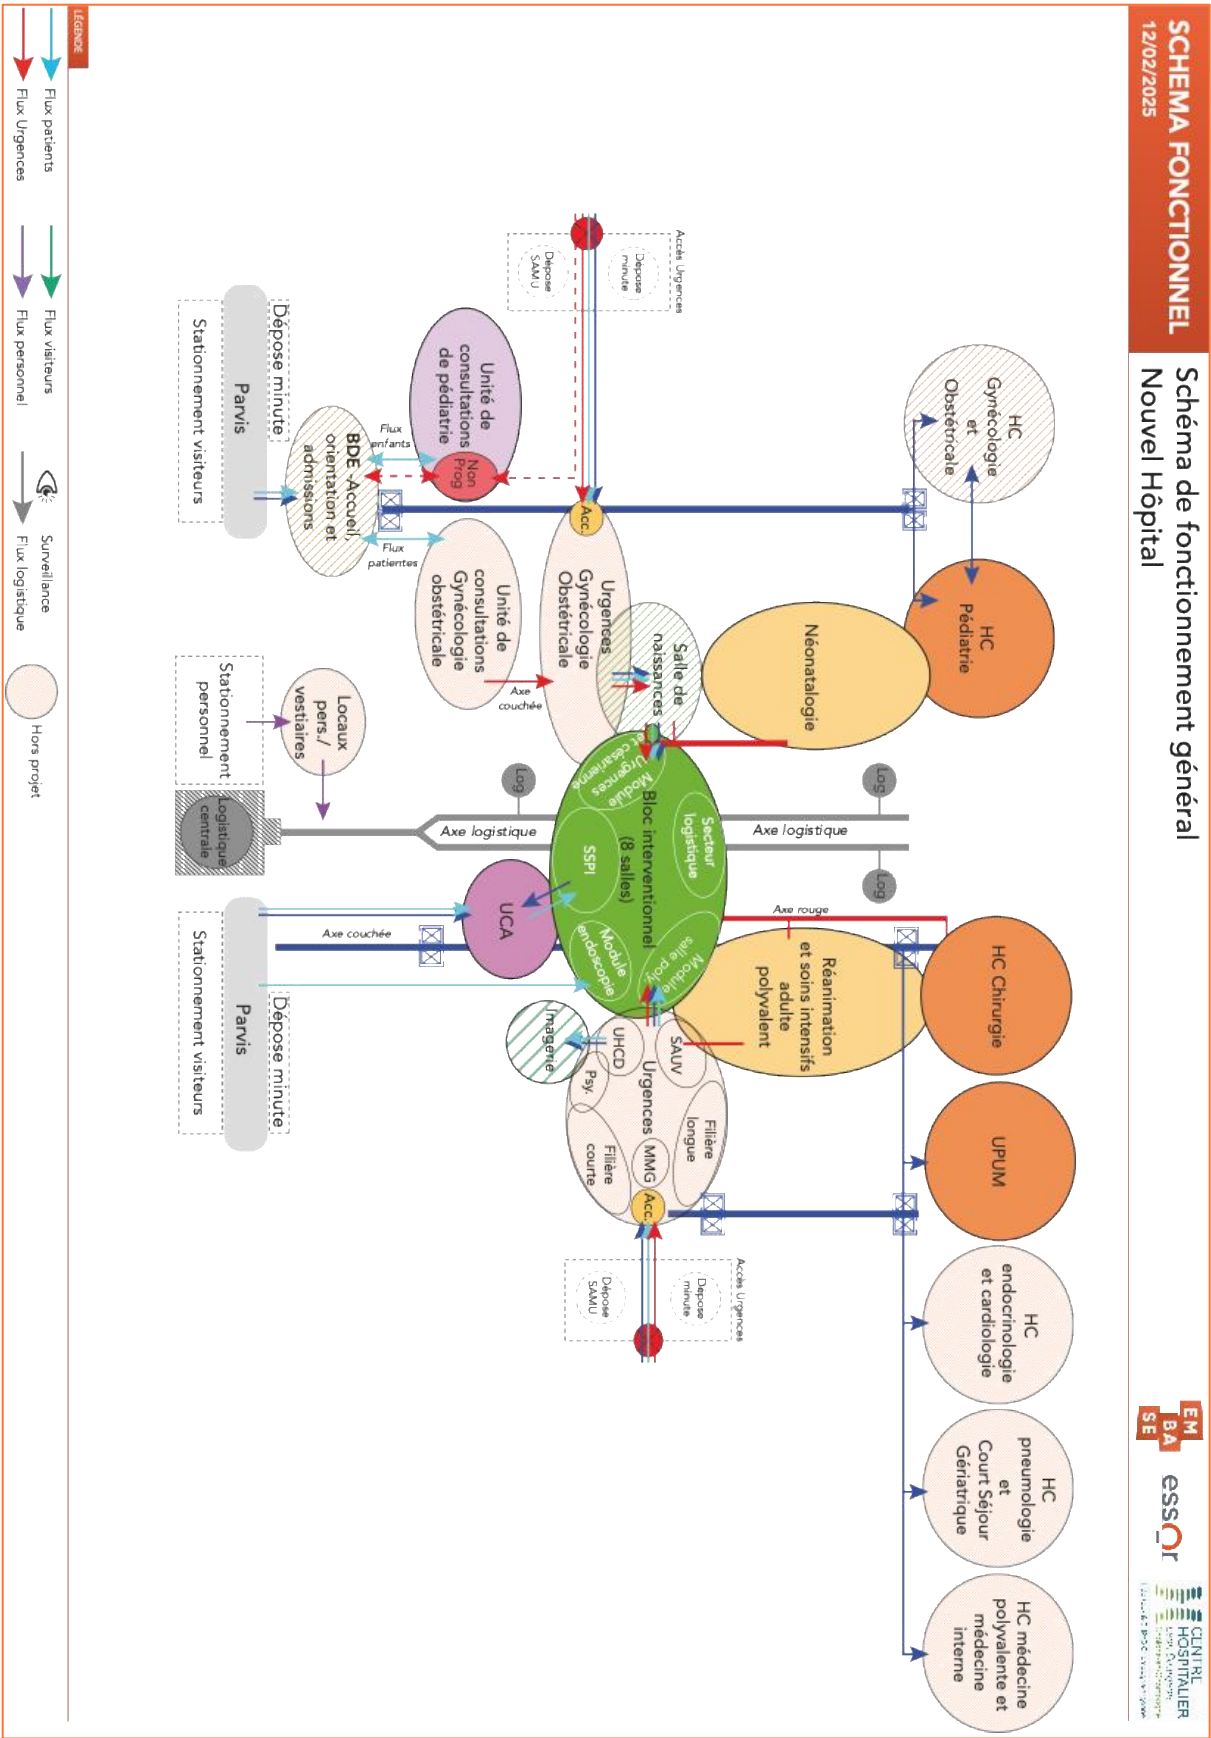 SCHEMA FONCTIONNEL
12/02/2025
Schéma de fonctionnement général
Nouvel Hôpital
EM
BA
SE
essor
CENTRE
HOSPITALIER
HC
Gynécologie
et
Obstétricale
HC
Pédiatrie
HC Chirurgie
UPUM
HC
endocrinologie
et cardiologie
HC
pneumologie
et
Court Séjour
Gériatrique
HC médecine
polyvalente et
médecine
interne
Néonatalogie
Réanimation
et soins intensifs
adulte
polyvalent
Axe rouge
Log
Log
Axe logistique
Accès Urgences
Dépose
minute
Dépose
SAMU
Acc.
Urgences
Gynécologie
Obstétricale
Salle de
naissances
Bloc interventionnel
(8 salles)
Secteur
logistique
Module
Urgences
et césarienne
SSPI
Module
salle poly
Module
endoscopie
SAUV
UHCD
Urgences
Psy.
Filière
longue
MMG
Filière
courte
Acc.
Accès Urgences
Dépose
minute
Dépose
SAMU
Imagerie
UCA
Axe logistique
Log
Axe couchée
Unité de
consultations
de pédiatrie
Non
Prog
Unité de
consultations
Gynécologie
obstétricale
Axe
couchée
Flux
enfants
Flux
patientes
BDE -Accueil,
orientation et
admissions
Dépose minute
Parvis
Stationnement visiteurs
Locaux
pers./
vestiaires
Stationnement
personnel
Logistique
centrale
Dépose minute
Parvis
Stationnement visiteurs
LÉGENDE
Flux patients
Flux visiteurs
Surveillance
Flux Urgences
Flux personnel
Flux logistique
Hors projet